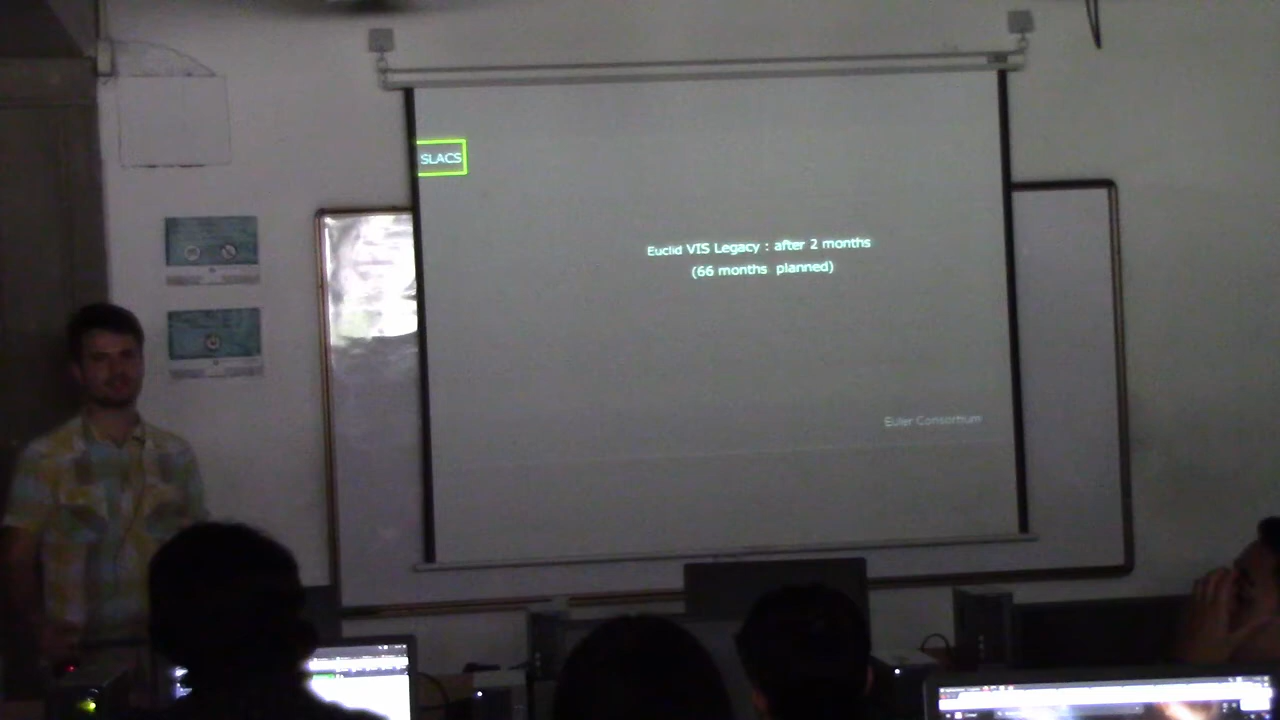 SLACS
Euclid VIS Legacy : after 2 months
(66 months planned)
Euler Consortium